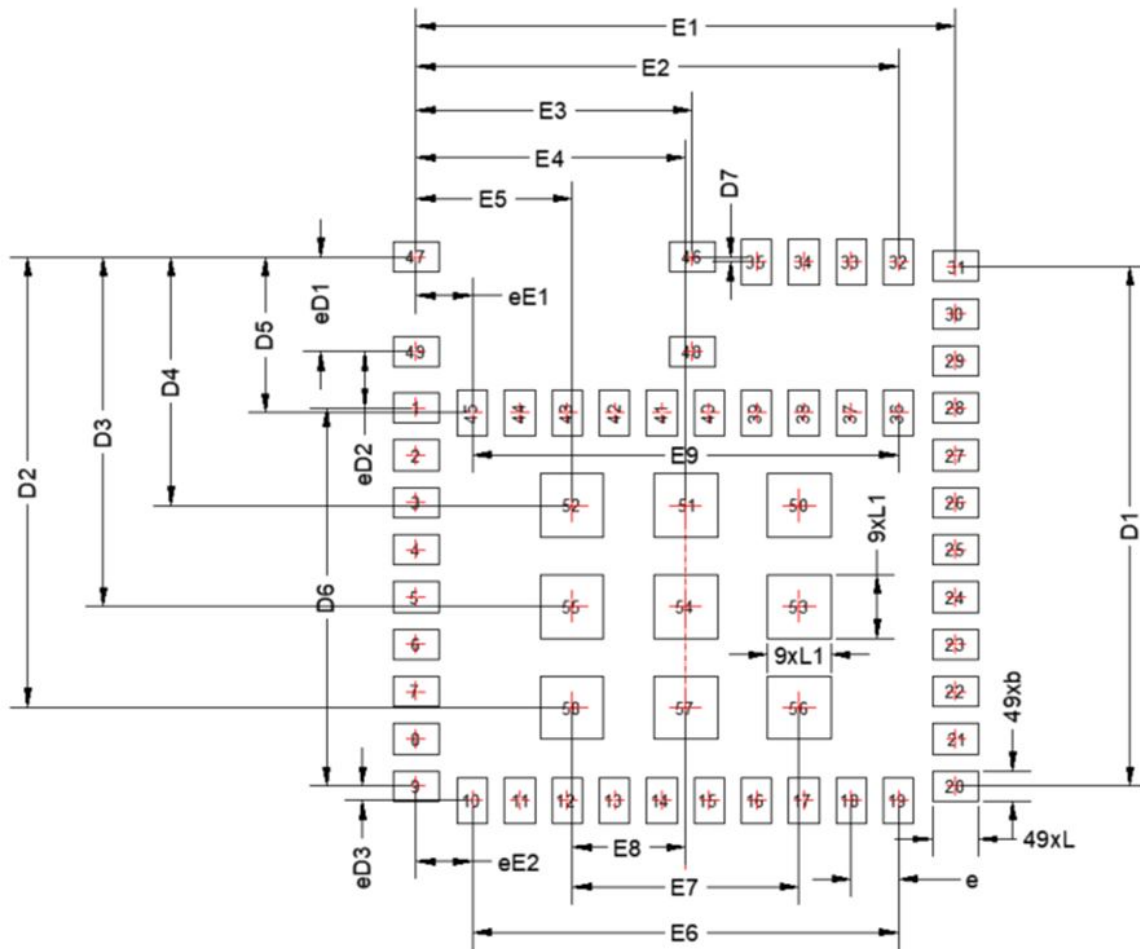 E1
E2
E3
E4
E5
D7
47 46 35 34 33 32 31
eE1
eD1
D5
30
49 48 29
D4
1 45 44 43 42 41 40 39 38 37 36 28
D3
eD2
2 E9 27
D2
3 52 51 50 26
D1
9xL1
4 25
D6
5 55 54 53 24
6 23
9xL1
7 58 57 56 22
49xb
8 21
9 20
10 11 12 13 14 15 16 17 18 19
eD3
eE2
E8
49xL
E7
e
E6